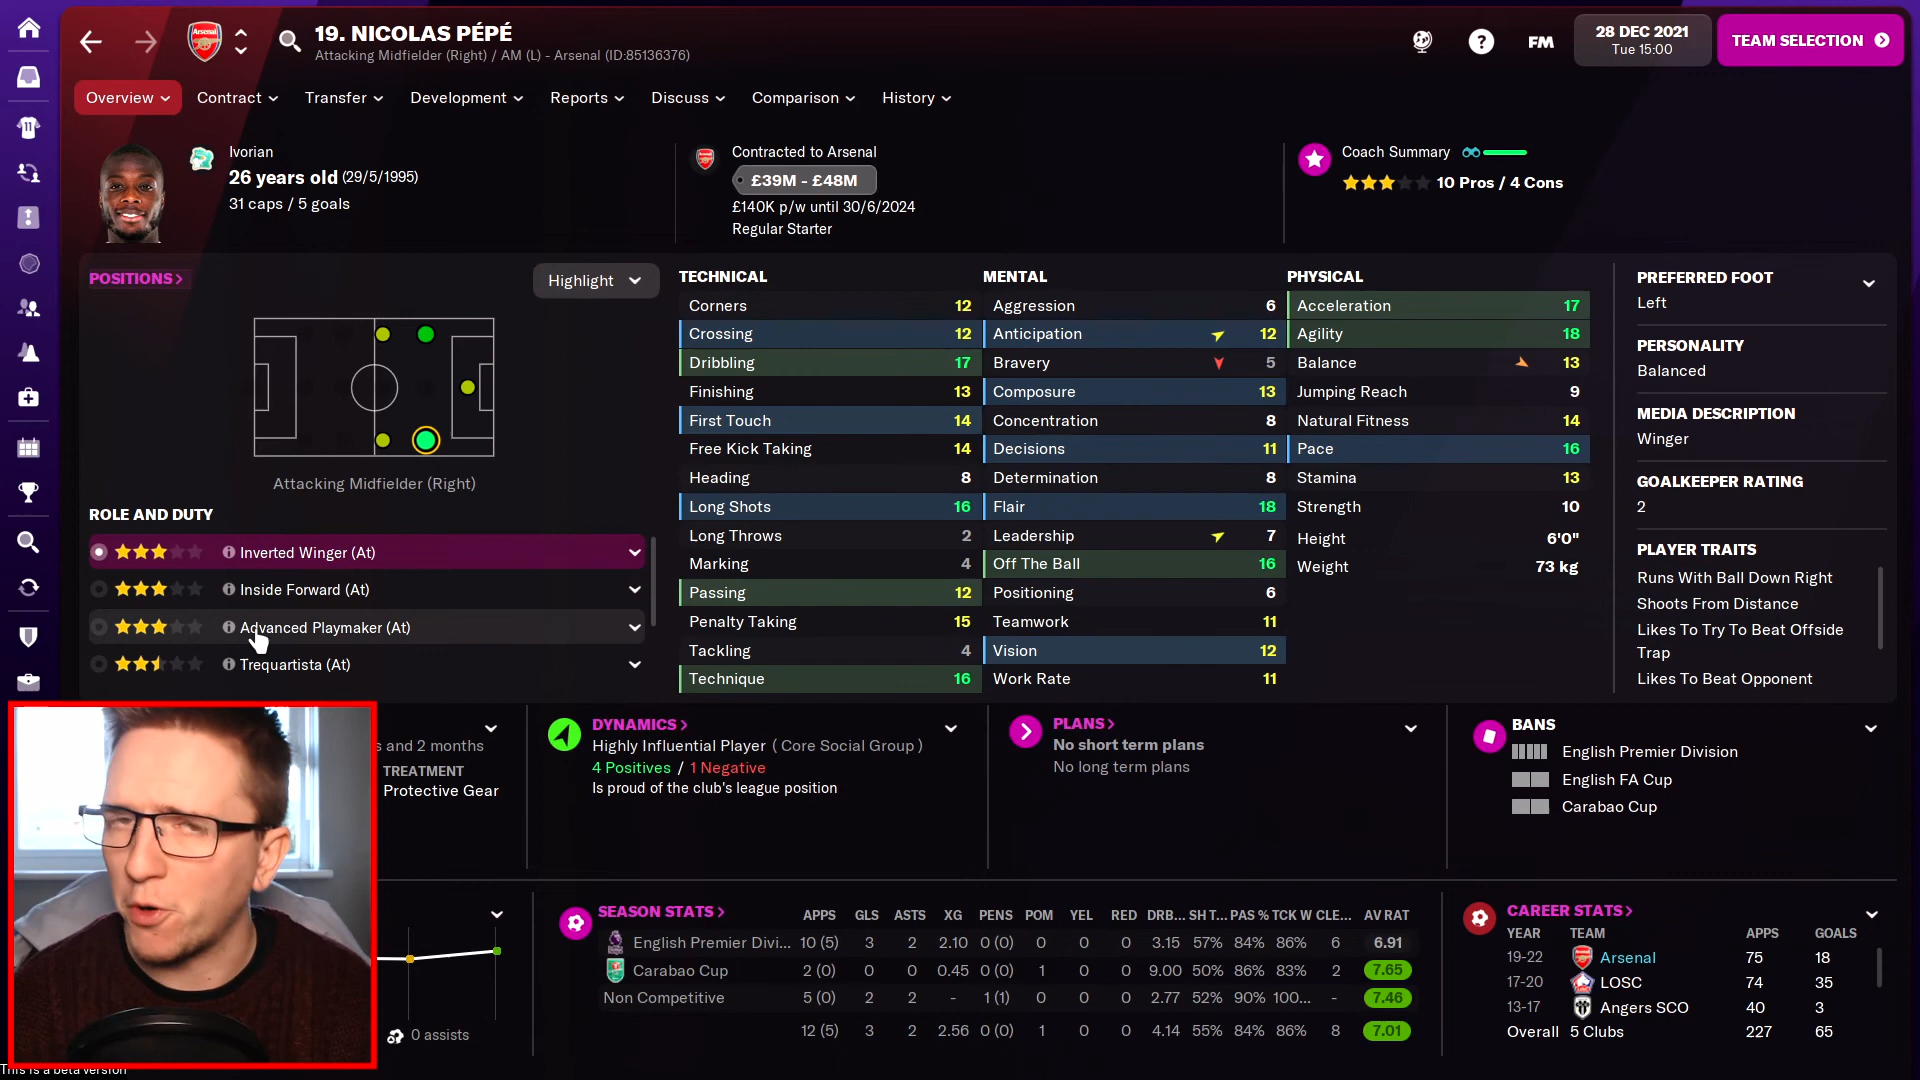 19. NICOLAS PÉPÉ
Attacking Midfielder (Right) / AM (L) - Arsenal (ID:85136376)
Arsenal
FM
28 DEC 2021
Tue 15:00
TEAM SELECTION
Overview
Contract
Transfer
Development
Reports
Discuss
Comparison
History
Ivorian
26 years old (29/5/1995)
31 caps / 5 goals
Contracted to Arsenal
£39M - £48M
£140K p/w until 30/6/2024
Regular Starter
Coach Summary
10 Pros / 4 Cons
POSITIONS>
Highlight
Attacking Midfielder (Right)
ROLE AND DUTY
Inverted Winger (At)
Inside Forward (At)
Advanced Playmaker (At)
Trequartista (At)
TECHNICAL
Corners 12
Crossing 12
Dribbling 17
Finishing 13
First Touch 14
Free Kick Taking 14
Heading 8
Long Shots 16
Long Throws 2
Marking 4
Passing 12
Penalty Taking 15
Tackling 4
Technique 16
MENTAL
Aggression 6
Anticipation 12
Bravery 5
Composure 13
Concentration 8
Decisions 11
Determination 8
Flair 18
Leadership 7
Off The Ball 16
Positioning 6
Teamwork 11
Vision 12
Work Rate 11
PHYSICAL
Acceleration 17
Agility 18
Balance 13
Jumping Reach 9
Natural Fitness 14
Pace 16
Stamina 13
Strength 10
Height 6'0"
Weight 73 kg
PREFERRED FOOT
Left
PERSONALITY
Balanced
MEDIA DESCRIPTION
Winger
GOALKEEPER RATING
2
PLAYER TRAITS
Runs With Ball Down Right
Shoots From Distance
Likes To Try To Beat Offside
Trap
Likes To Beat Opponent
s and 2 months
TREATMENT
Protective Gear
DYNAMICS>
Highly Influential Player ( Core Social Group )
4 Positives / 1 Negative
Is proud of the club's league position
PLANS>
No short term plans
No long term plans
BANS
English Premier Division
English FA Cup
Carabao Cup
0 assists
SEASON STATS> APPS GLS ASTS XG PENS POM YEL RED DRB... SH T... PAS % TCK W CLE... AV RAT
English Premier Divi... 10 (5) 3 2 2.10 0 (0) 0 0 0 3.15 57% 84% 86% 6 6.91
Carabao Cup 2 (0) 0 0 0.45 0 (0) 1 0 0 9.00 50% 86% 83% 2 7.65
Non Competitive 5 (0) 2 2 - 1 (1) 0 0 0 2.77 52% 90% 100... - 7.46
12 (5) 3 2 2.56 0 (0) 1 0 0 4.14 55% 84% 86% 8 7.01
CAREER STATS>
YEAR TEAM APPS GOALS
19-22 Arsenal 75 18
17-20 LOSC 74 35
13-17 Angers SCO 40 3
Overall 5 Clubs 227 65
This is a beta version